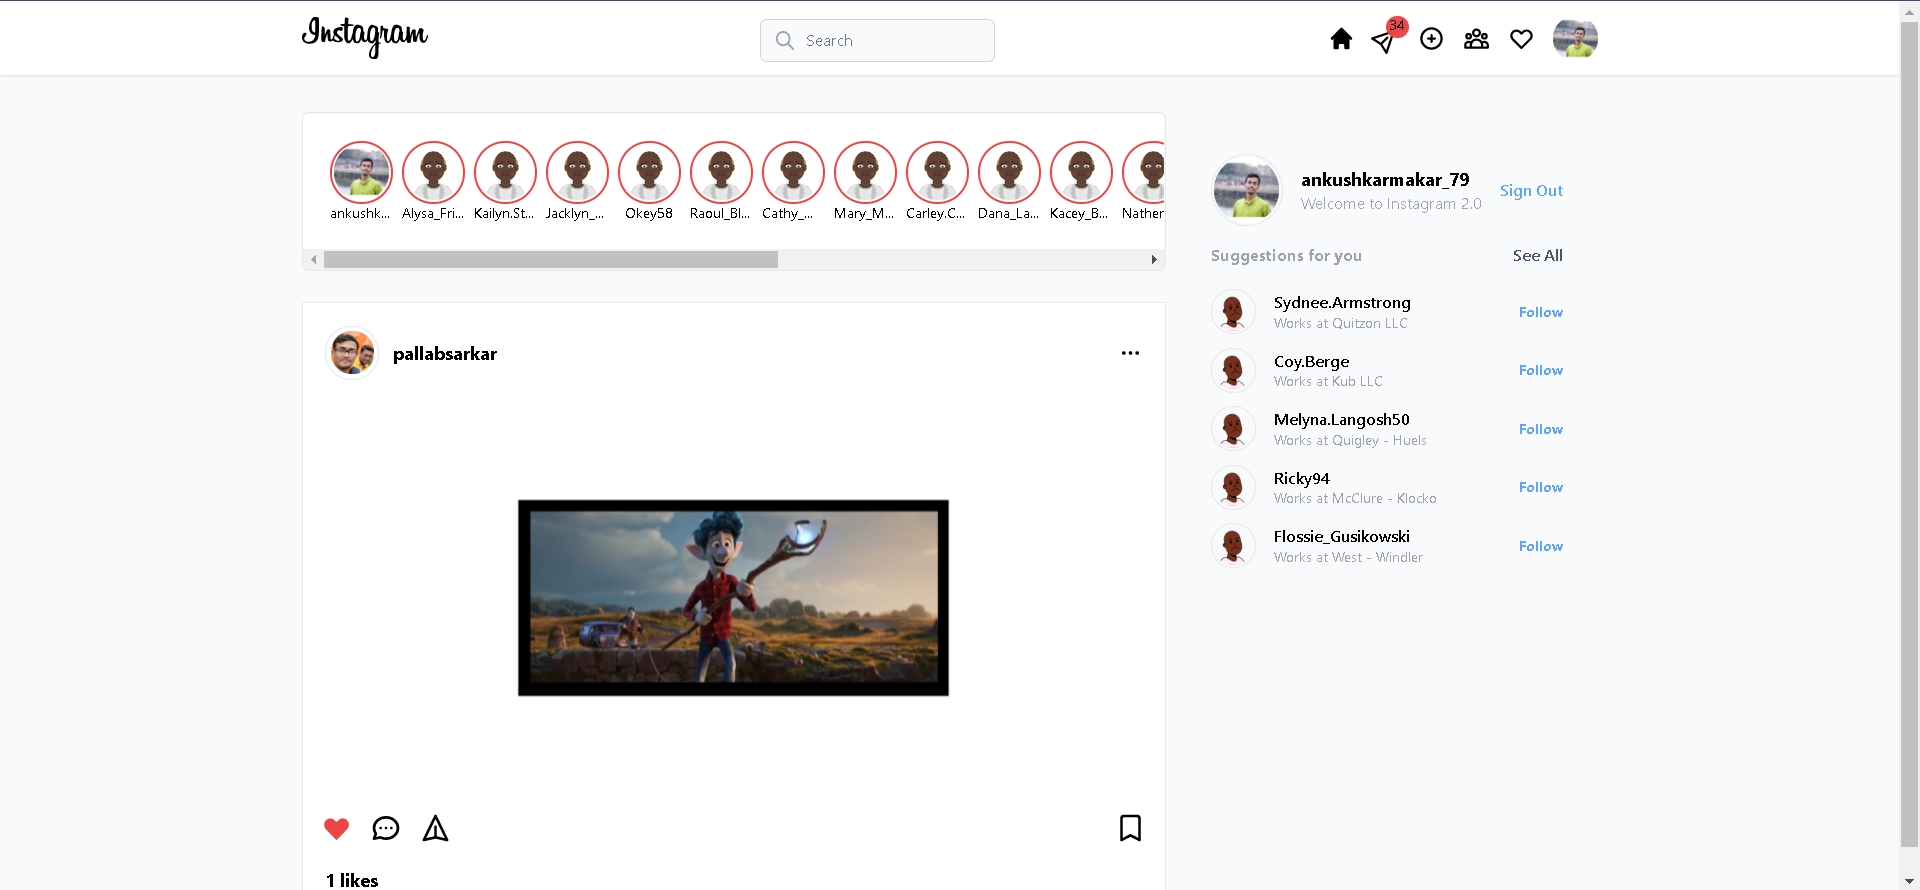 Instagram
Search
34
ankushk...
Alysa_Fri...
Kailyn.St...
Jacklyn_...
Okey58
Raoul_Bl...
Cathy_...
Mary_M...
Carley.C...
Dana_La...
Kacey_B...
Nather
ankushkarmakar_79
Welcome to Instagram 2.0
Sign Out
Suggestions for you
See All
Sydnee.Armstrong
Works at Quitzon LLC
Follow
Coy.Berge
Works at Kub LLC
Follow
Melyna.Langosh50
Works at Quigley - Huels
Follow
Ricky94
Works at McClure - Klocko
Follow
Flossie_Gusikowski
Works at West - Windler
Follow
pallabsarkar
1 likes